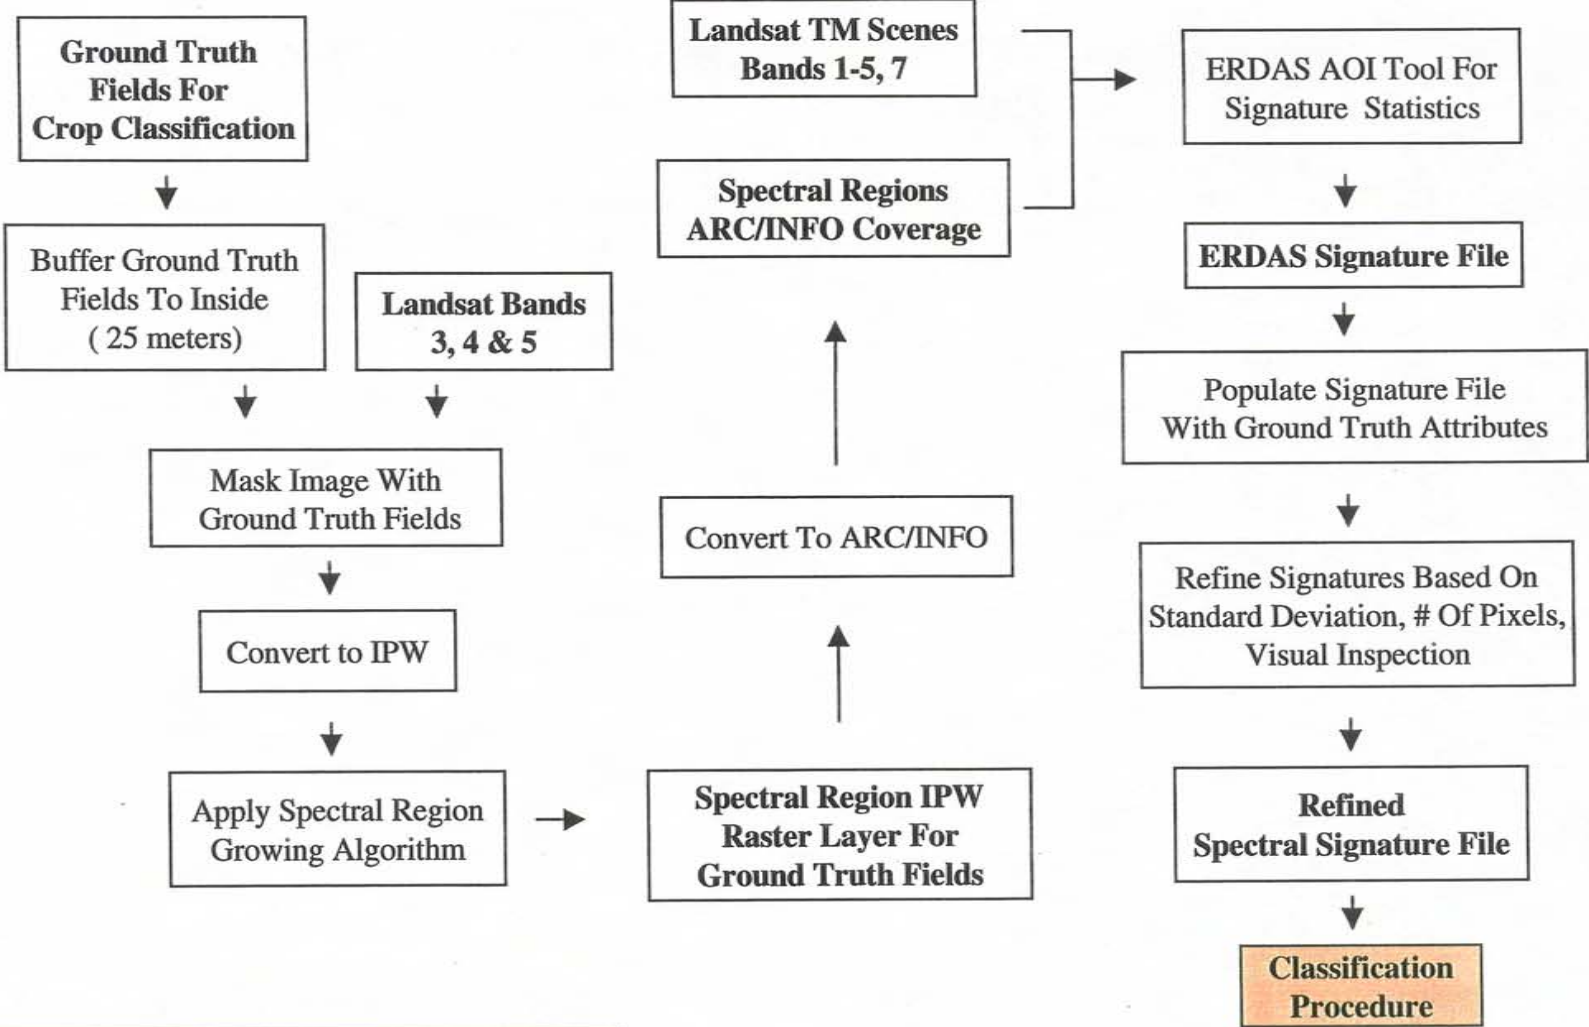 Ground Truth
Fields For
Crop Classification
Buffer Ground Truth
Fields To Inside
( 25 meters)
Landsat Bands
3, 4 & 5
Mask Image With
Ground Truth Fields
Convert to IPW
Apply Spectral Region
Growing Algorithm
Spectral Region IPW
Raster Layer For
Ground Truth Fields
Convert To ARC/INFO
Spectral Regions
ARC/INFO Coverage
Landsat TM Scenes
Bands 1-5, 7
ERDAS AOI Tool For
Signature Statistics
ERDAS Signature File
Populate Signature File
With Ground Truth Attributes
Refine Signatures Based On
Standard Deviation, # Of Pixels,
Visual Inspection
Refined
Spectral Signature File
Classification
Procedure